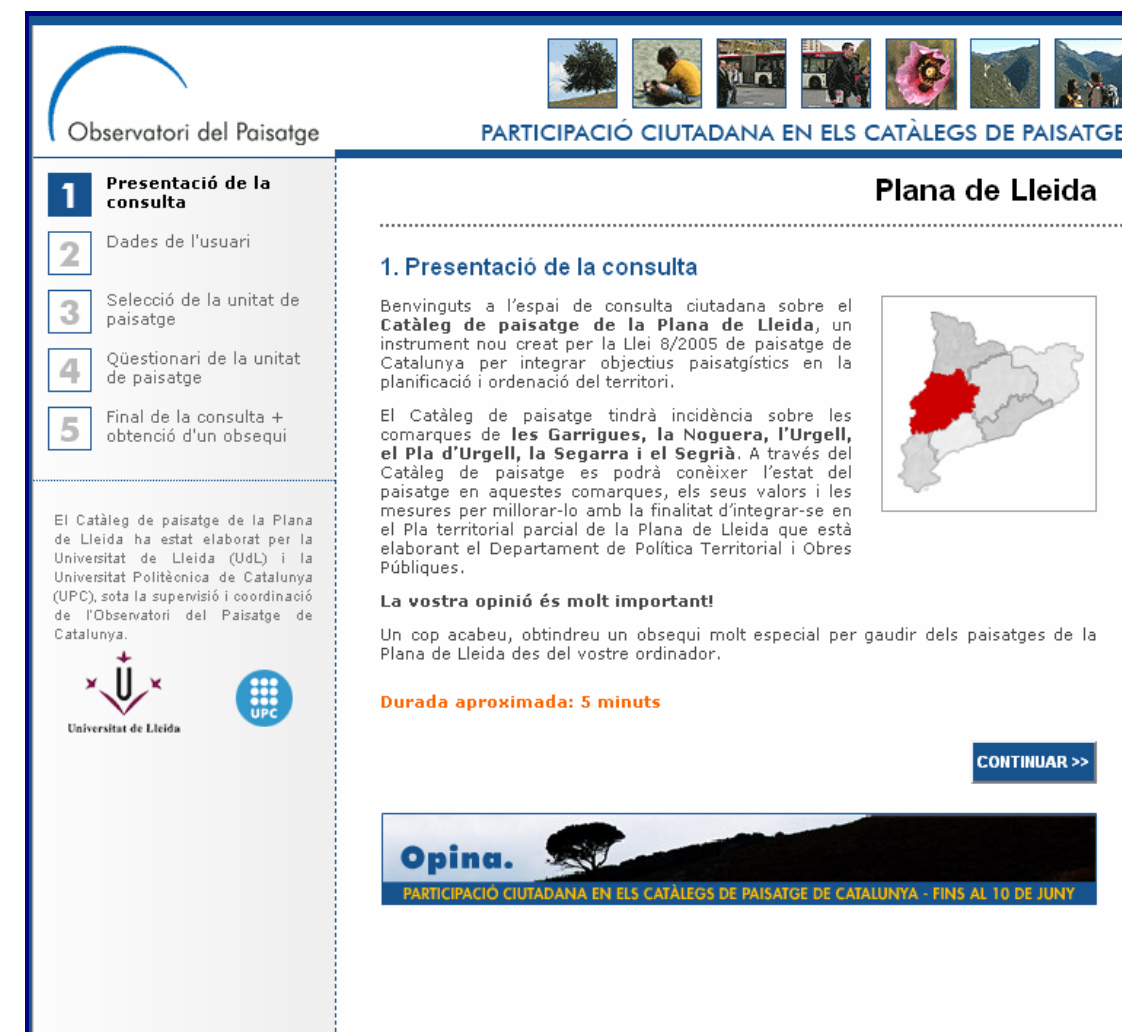 Observatori del Paisatge
PARTICIPACIÓ CIUTADANA EN ELS CATÀLEGS DE PAISATGE
1 Presentació de la
consulta
2 Dades de l'usuari
3 Selecció de la unitat de
paisatge
4 Qüestionari de la unitat
de paisatge
5 Final de la consulta +
obtenció d'un obsequi
El Catàleg de paisatge de la Plana
de Lleida ha estat elaborat per la
Universitat de Lleida (UdL) i la
Universitat Politècnica de Catalunya
(UPC), sota la supervisió i coordinació
de l'Observatori del Paisatge de
Catalunya.
Universitat de Lleida
UPC
Plana de Lleida
1. Presentació de la consulta
Benvinguts a l'espai de consulta ciutadana sobre el
Catàleg de paisatge de la Plana de Lleida, un
instrument nou creat per la Llei 8/2005 de paisatge de
Catalunya per integrar objectius paisatgístics en la
planificació i ordenació del territori.
El Catàleg de paisatge tindrà incidència sobre les
comarques de les Garrigues, la Noguera, l'Urgell,
el Pla d'Urgell, la Segarra i el Segrià. A través del
Catàleg de paisatge es podrà conèixer l'estat del
paisatge en aquestes comarques, els seus valors i les
mesures per millorar-lo amb la finalitat d'integrar-se en
el Pla territorial parcial de la Plana de Lleida que està
elaborant el Departament de Política Territorial i Obres
Públiques.
La vostra opinió és molt important!
Un cop acabeu, obtindreu un obsequi molt especial per gaudir dels paisatges de la
Plana de Lleida des del vostre ordinador.
Durada aproximada: 5 minuts
CONTINUAR >>
Opina.
PARTICIPACIÓ CIUTADANA EN ELS CATÀLEGS DE PAISATGE DE CATALUNYA - FINS AL 10 DE JUNY